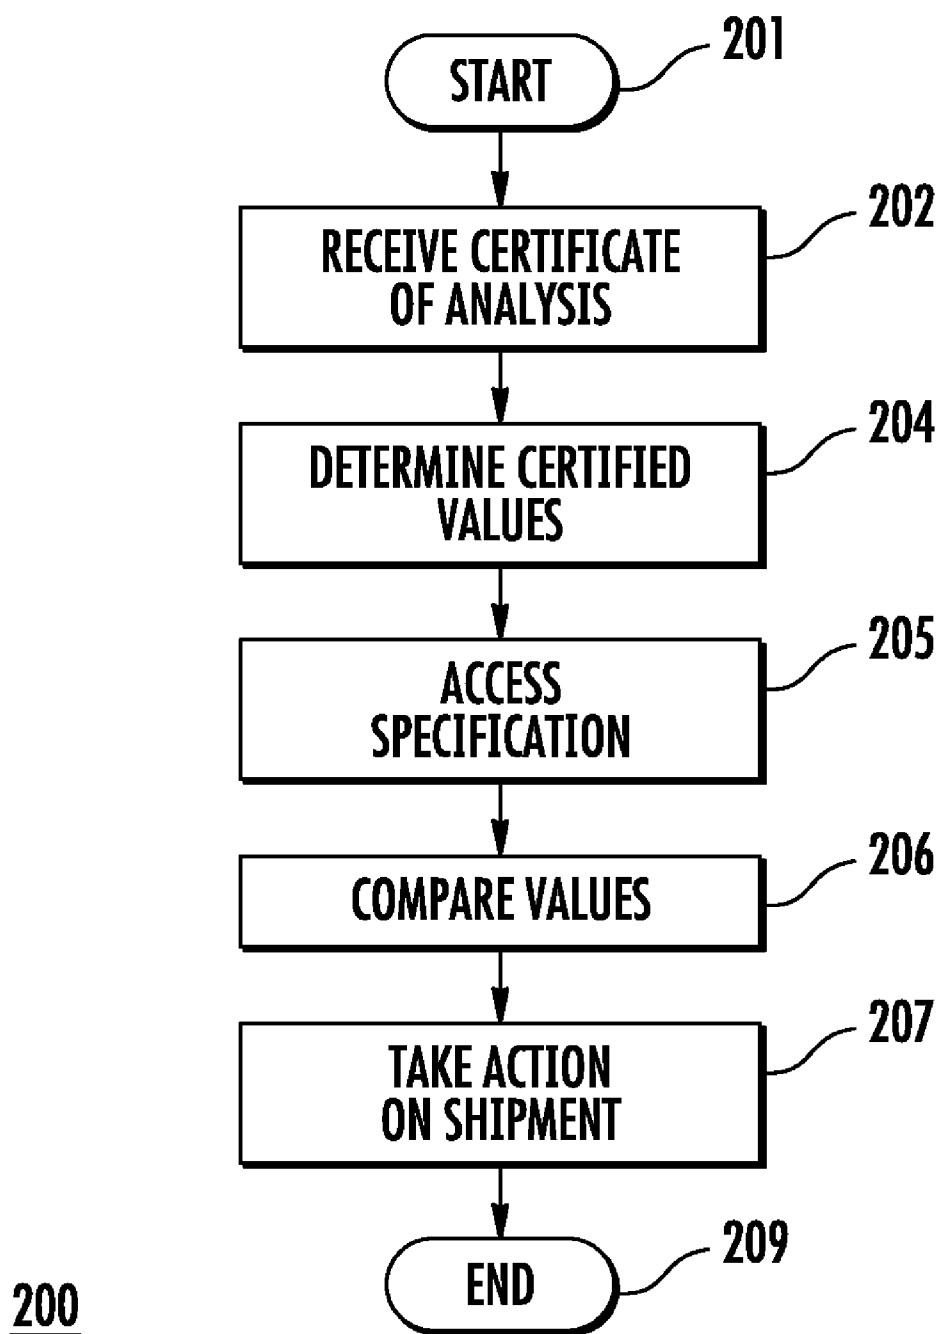 START
201
RECEIVE CERTIFICATE
OF ANALYSIS
202
DETERMINE CERTIFIED
VALUES
204
ACCESS
SPECIFICATION
205
COMPARE VALUES
206
TAKE ACTION
ON SHIPMENT
207
END
209
200